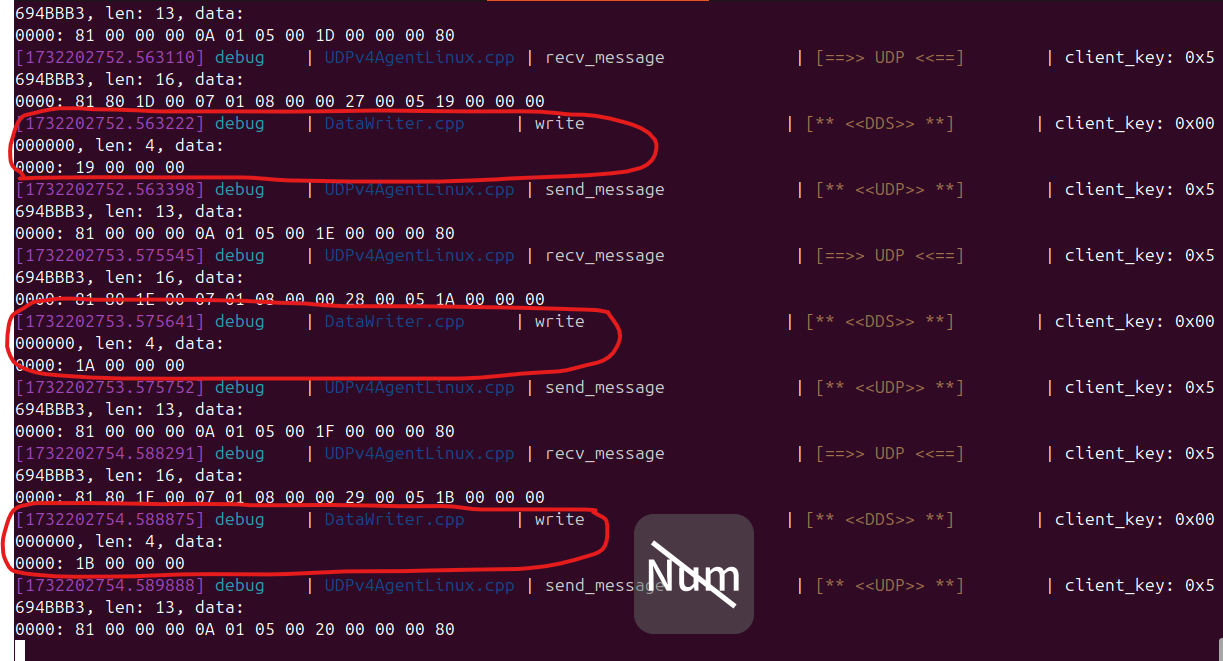 694BBB3, len: 13, data:
0000: 81 00 00 00 0A 01 05 00 1D 00 00 00 80
[1732202752.563110] debug | UDPv4AgentLinux.cpp | recv_message | [==>> UDP <<==] | client_key: 0x5
694BBB3, len: 16, data:
0000: 81 80 1D 00 07 01 08 00 00 27 00 05 19 00 00 00
[1732202752.563222] debug | DataWriter.cpp | write | [** <<DDS>> **] | client_key: 0x00
000000, len: 4, data:
0000: 19 00 00 00
[1732202752.563398] debug | UDPv4AgentLinux.cpp | send_message | [** <<UDP>> **] | client_key: 0x5
694BBB3, len: 13, data:
0000: 81 00 00 00 0A 01 05 00 1E 00 00 00 80
[1732202753.575545] debug | UDPv4AgentLinux.cpp | recv_message | [==>> UDP <<==] | client_key: 0x5
694BBB3, len: 16, data:
0000: 81 80 1E 00 07 01 08 00 00 28 00 05 1A 00 00 00
[1732202753.575641] debug | DataWriter.cpp | write | [** <<DDS>> **] | client_key: 0x00
000000, len: 4, data:
0000: 1A 00 00 00
[1732202753.575752] debug | UDPv4AgentLinux.cpp | send_message | [** <<UDP>> **] | client_key: 0x5
694BBB3, len: 13, data:
0000: 81 00 00 00 0A 01 05 00 1F 00 00 00 80
[1732202754.588291] debug | UDPv4AgentLinux.cpp | recv_message | [==>> UDP <<==] | client_key: 0x5
694BBB3, len: 16, data:
0000: 81 80 1F 00 07 01 08 00 00 29 00 05 1B 00 00 00
[1732202754.588875] debug | DataWriter.cpp | write | [** <<DDS>> **] | client_key: 0x00
000000, len: 4, data:
0000: 1B 00 00 00
[1732202754.589888] debug | UDPv4AgentLinux.cpp | send_message | [** <<UDP>> **] | client_key: 0x5
694BBB3, len: 13, data:
0000: 81 00 00 00 0A 01 05 00 20 00 00 00 80
Num